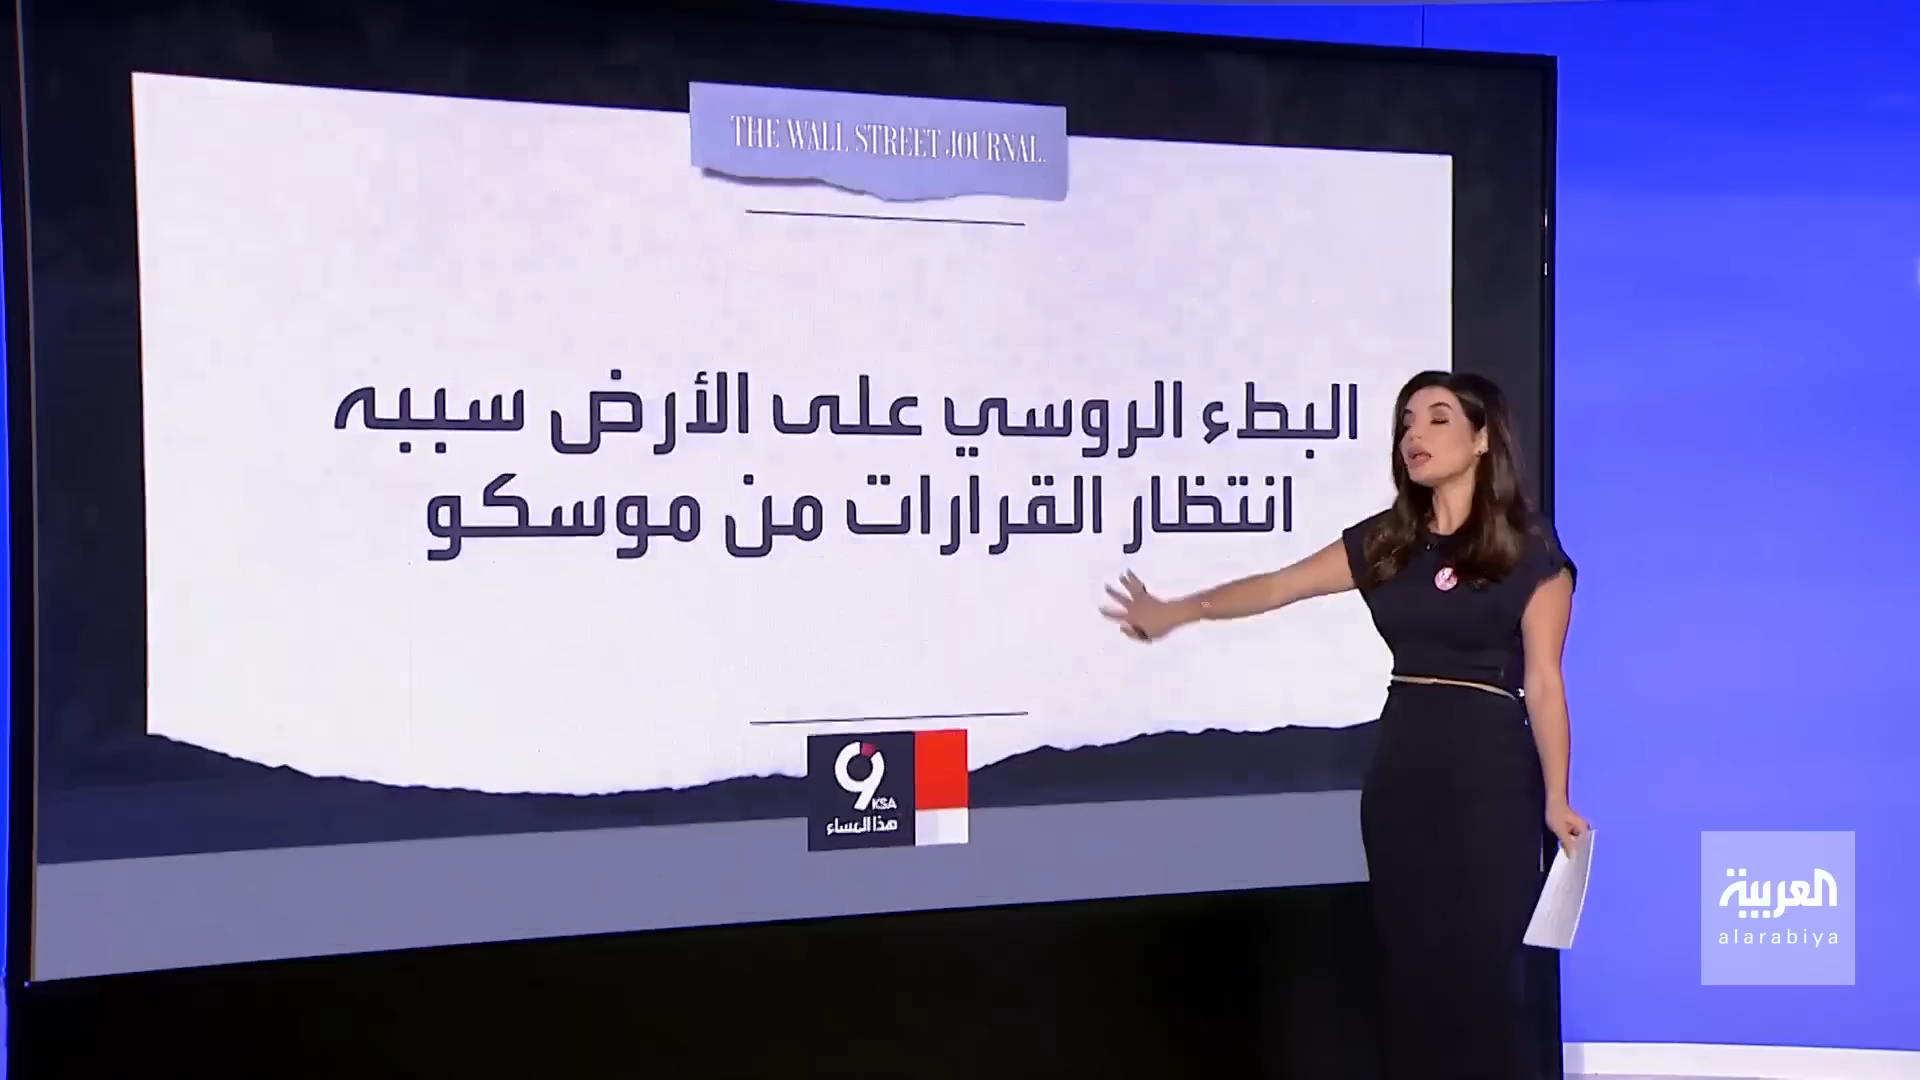 THE WALL STREET JOURNAL.
البطء الروسي على الأرض سببه
انتظار القرارات من موسكو
9
KSA
هذا المساء
العربية
alarabiya